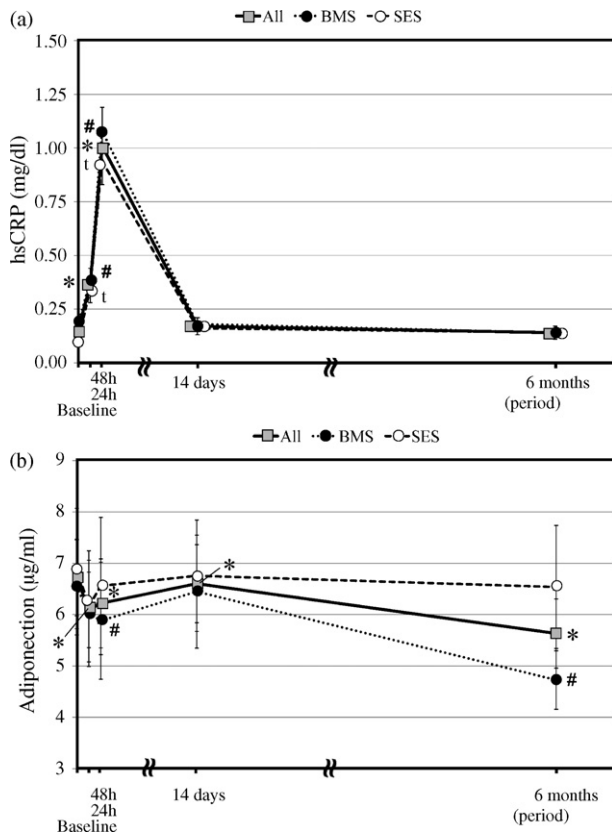 (a)
All BMS SES
hsCRP (mg/dl)
1.50
1.25
1.00
0.75
0.50
0.25
0.00
#
*
t
*
#
t
48h
24h
Baseline
14 days
6 months
(period)
All BMS SES
(b)
Adiponection (µg/ml)
9
8
7
6
5
4
3
*
*
#
*
*
#
48h
24h
Baseline
14 days
6 months
(period)